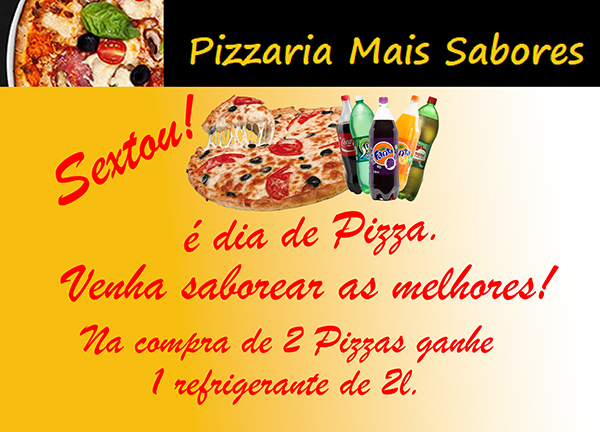 Pizzaria Mais Sabores
Sextou!
é dia de Pizza.
Venha saborear as melhores!
Na compra de 2 Pizzas ganhe
1 refrigerante de 2l.